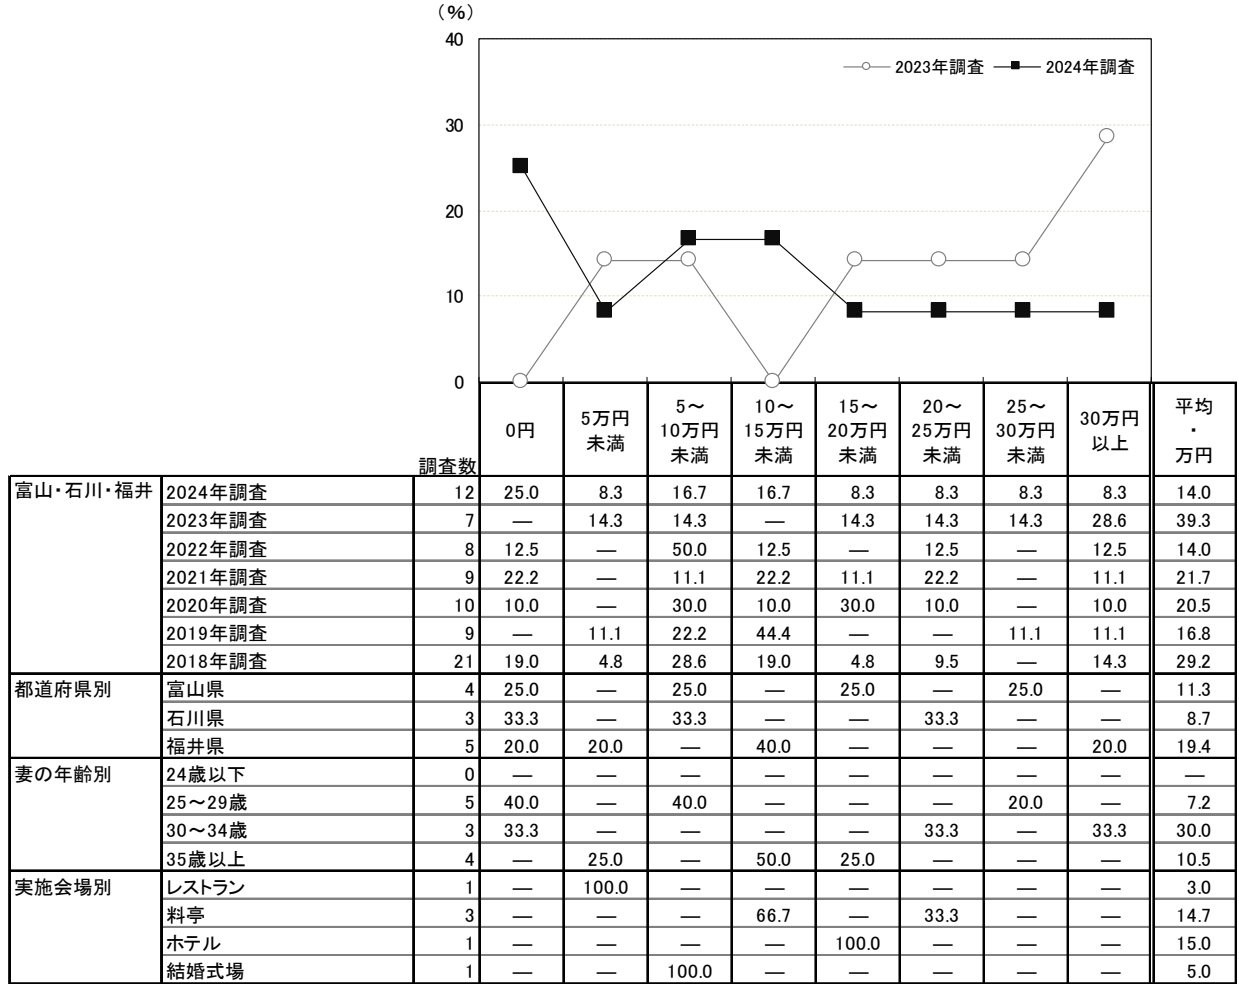 （％）
40
30
20
10
0
2023年調査 2024年調査
調査数 0円 5万円未満 5～10万円未満 10～15万円未満 15～20万円未満 20～25万円未満 25～30万円未満 30万円以上 平均・万円
富山・石川・福井 2024年調査 12 25.0 8.3 16.7 16.7 8.3 8.3 8.3 8.3 14.0
2023年調査 7 — 14.3 14.3 — 14.3 14.3 14.3 28.6 39.3
2022年調査 8 12.5 — 50.0 12.5 — 12.5 — 12.5 14.0
2021年調査 9 22.2 — 11.1 22.2 11.1 22.2 — 11.1 21.7
2020年調査 10 10.0 — 30.0 10.0 30.0 10.0 — 10.0 20.5
2019年調査 9 — 11.1 22.2 44.4 — — 11.1 11.1 16.8
2018年調査 21 19.0 4.8 28.6 19.0 4.8 9.5 — 14.3 29.2
都道府県別 富山県 4 25.0 — 25.0 — 25.0 — 25.0 — 11.3
石川県 3 33.3 — 33.3 — — 33.3 — — 8.7
福井県 5 20.0 20.0 — 40.0 — — — 20.0 19.4
妻の年齢別 24歳以下 0 — — — — — — — — —
25～29歳 5 40.0 — 40.0 — — — 20.0 — 7.2
30～34歳 3 33.3 — — — — 33.3 — 33.3 30.0
35歳以上 4 — 25.0 — 50.0 25.0 — — — 10.5
実施会場別 レストラン 1 — 100.0 — — — — — — 3.0
料亭 3 — — — 66.7 — 33.3 — — 14.7
ホテル 1 — — — — 100.0 — — — 15.0
結婚式場 1 — — 100.0 — — — — — 5.0